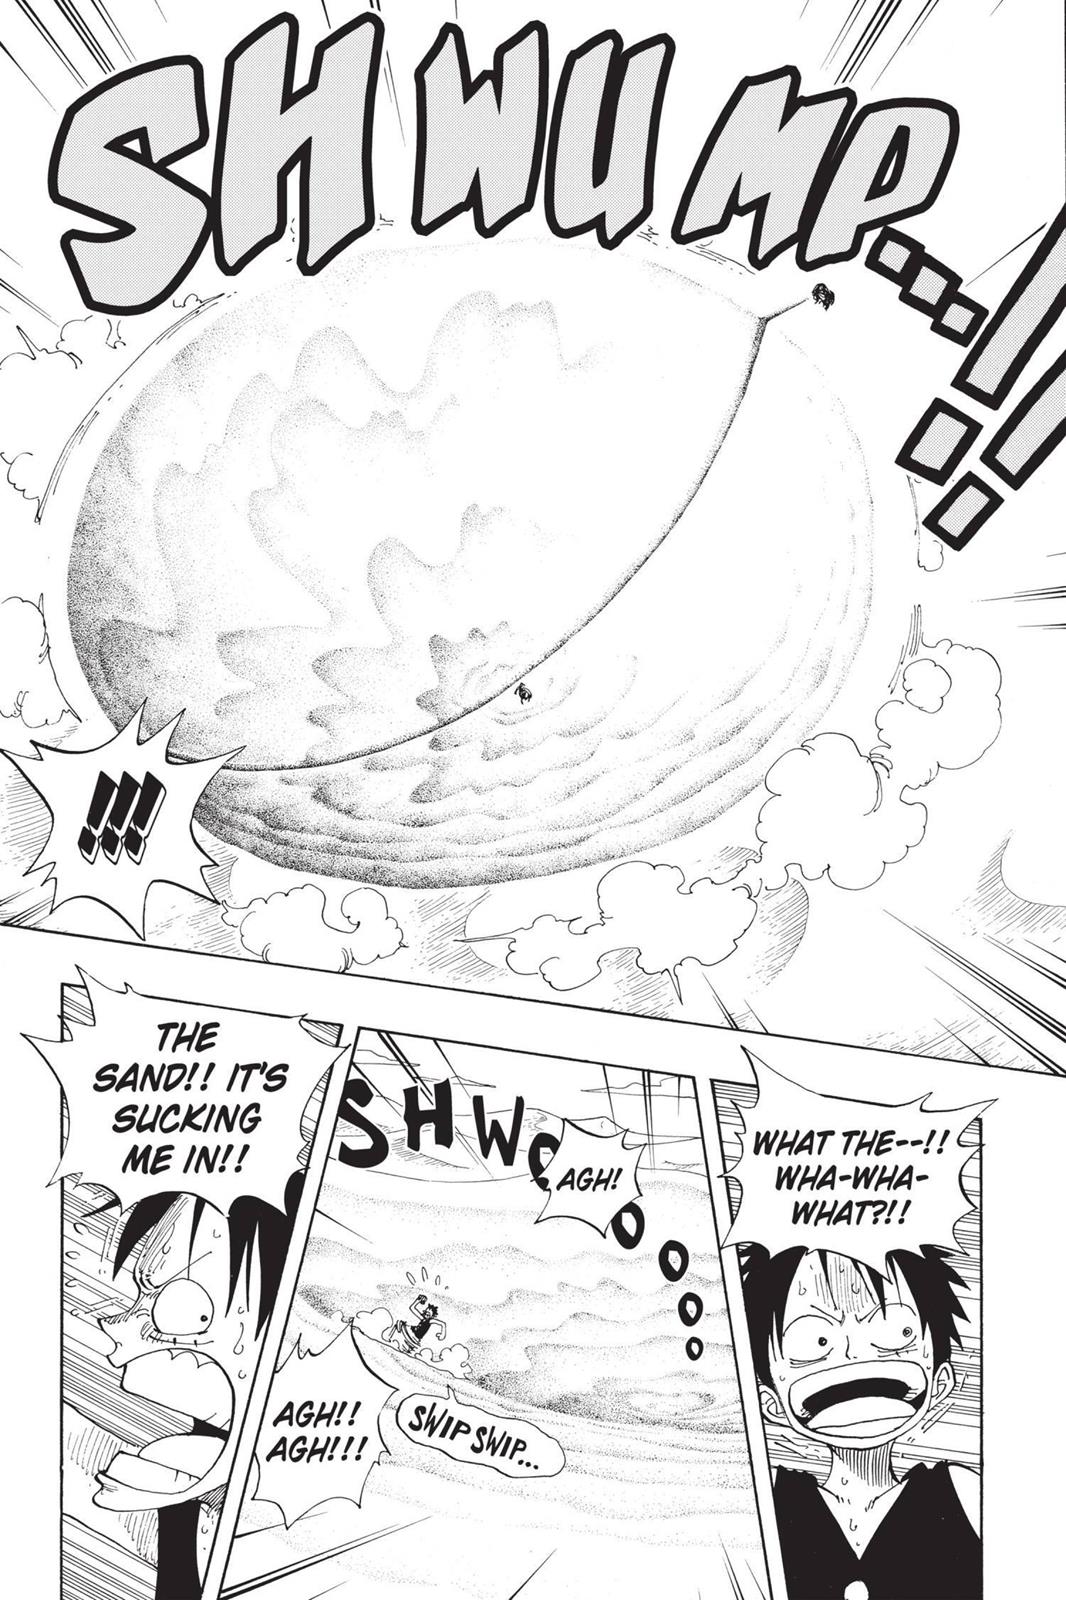 SHWUMP...!!
!!!!
WHAT THE--!!
WHA-WHA-
WHAT?!!
SHWOOOOO
AGH!
SWIP SWIP...
AGH!!
AGH!!!
THE
SAND!! IT'S
SUCKING
ME IN!!